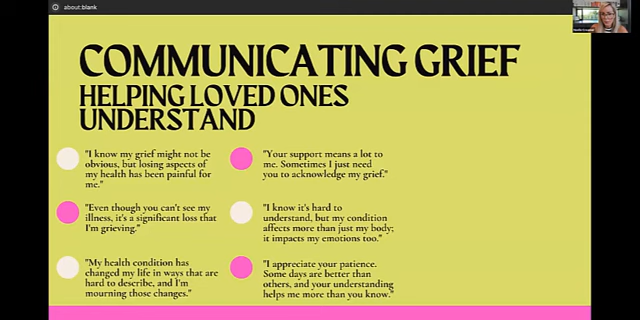 about:blank
COMMUNICATING GRIEF
HELPING LOVED ONES
UNDERSTAND
"I know my grief might not be
obvious, but losing aspects of
my health has been painful for
me."
"Even though you can't see my
illness, it's a significant loss that
I'm grieving."
"My health condition has
changed my life in ways that are
hard to describe, and I'm
mourning those changes."
"Your support means a lot to
me. Sometimes I just need
you to acknowledge my grief."
"I know it's hard to
understand, but my condition
affects more than just my body;
it impacts my emotions too."
"I appreciate your patience.
Some days are better than
others, and your understanding
helps me more than you know."